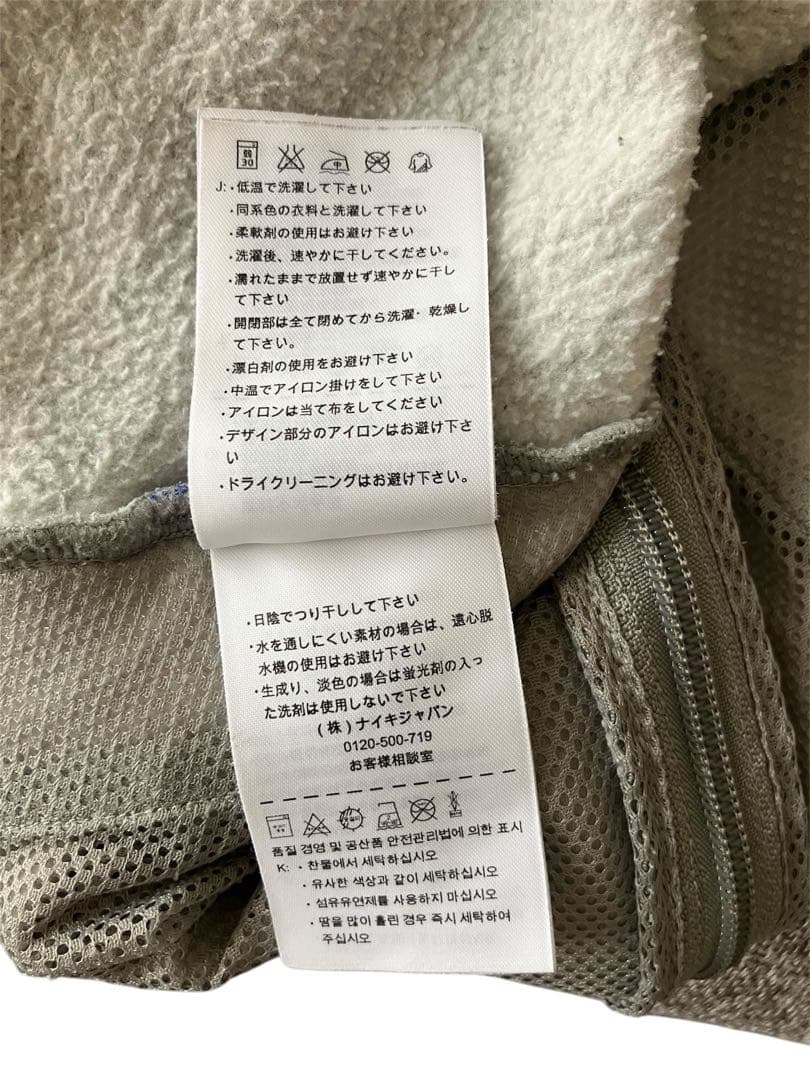 弱
30
中
J: ・低温で洗濯して下さい
・同系色の衣料と洗濯して下さい
・柔軟剤の使用はお避け下さい
・洗濯後、速やかに干してください。
・濡れたままで放置せず速やかに干し
て下さい
・開閉部は全て閉めてから洗濯・乾燥し
て下さい。
・漂白剤の使用をお避け下さい
・中温でアイロン掛けをして下さい
・アイロンは当て布をしてください
・デザイン部分のアイロンはお避け下さ
い
・ドライクリーニングはお避け下さい。
・日陰でつり干しして下さい
・水を通しにくい素材の場合は、遠心脱
水機の使用はお避け下さい
・生成り、淡色の場合は蛍光剤の入っ
た洗剤は使用しないで下さい
(株)ナイキジャパン
0120-500-719
お客様相談室
품질 경영 및 공산품 안전관리법에 의한 표시
K: ・찬물에서 세탁하십시오
・유사한 색상과 같이 세탁하십시오
・섬유유연제를 사용하지 마십시오
・땀을 많이 흘린 경우 즉시 세탁하여
주십시오